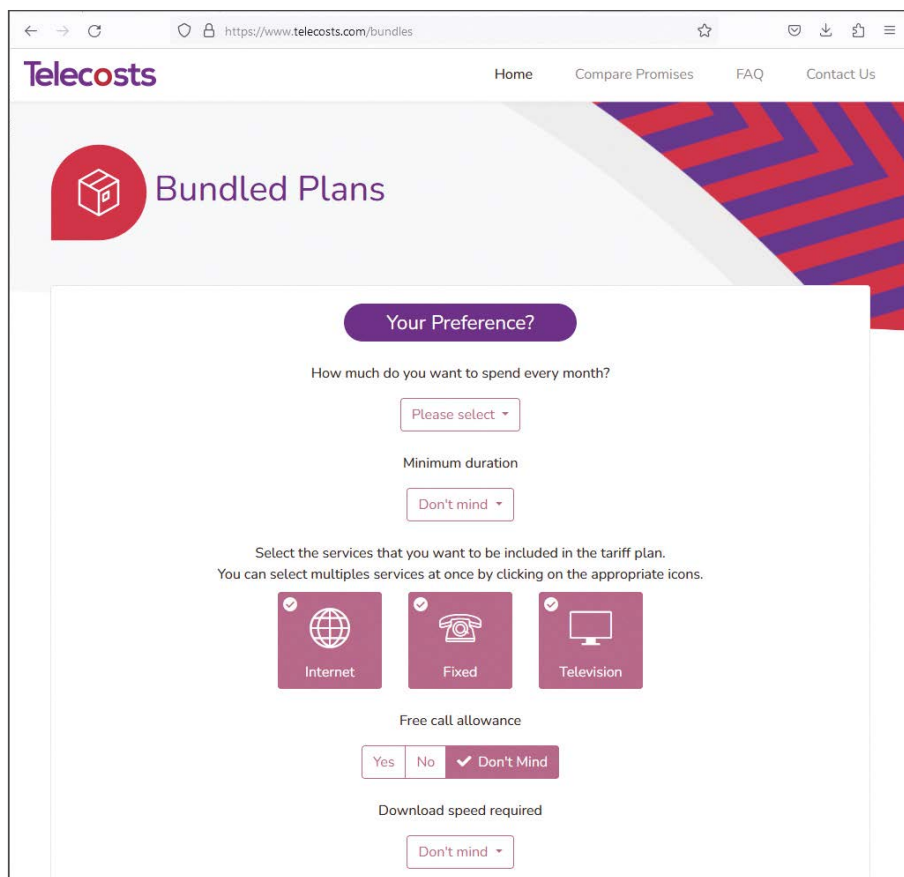 https://www.telecosts.com/bundles
Telecosts
Home Compare Promises FAQ Contact Us
Bundled Plans
Your Preference?
How much do you want to spend every month?
Please select
Minimum duration
Don't mind
Select the services that you want to be included in the tariff plan.
You can select multiples services at once by clicking on the appropriate icons.
Internet Fixed Television
Free call allowance
Yes No Don't Mind
Download speed required
Don't mind